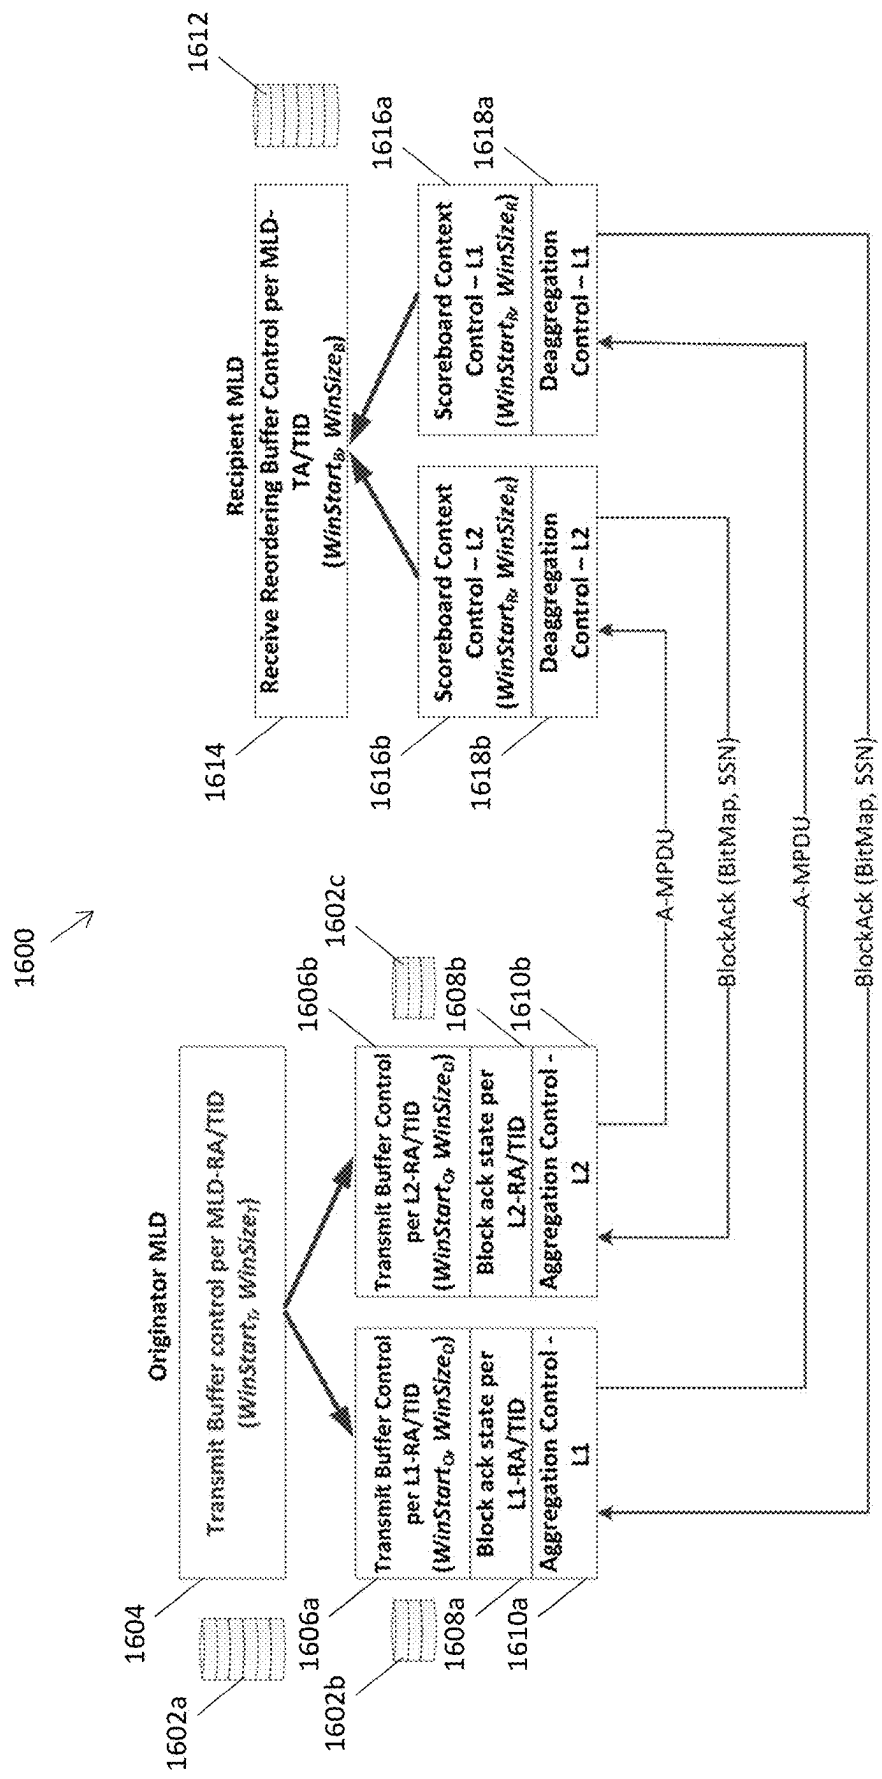 1600
Originator MLD
1604
Transmit Buffer control per MLD-RA/TID
(WinStartT, WinSizeT)
1602a
1606a
Transmit Buffer Control
per L1-RA/TID
(WinStartO, WinSizeO)
1602b
1608a
Block ack state per
L1-RA/TID
1610a
Aggregation Control -
L1
1606b
Transmit Buffer Control
per L2-RA/TID
(WinStartO, WinSizeO)
1602c
1608b
Block ack state per
L2-RA/TID
1610b
Aggregation Control -
L2
Recipient MLD
1612
1614
Receive Reordering Buffer Control per MLD-
TA/TID
(WinStartB, WinSizeB)
1616b
Scoreboard Context
Control – L2
(WinStartR, WinSizeR)
1618b
Deaggregation
Control – L2
1616a
Scoreboard Context
Control – L1
(WinStartR, WinSizeR)
1618a
Deaggregation
Control – L1
A-MPDU
BlockAck (BitMap, SSN)
A-MPDU
BlockAck (BitMap, SSN)